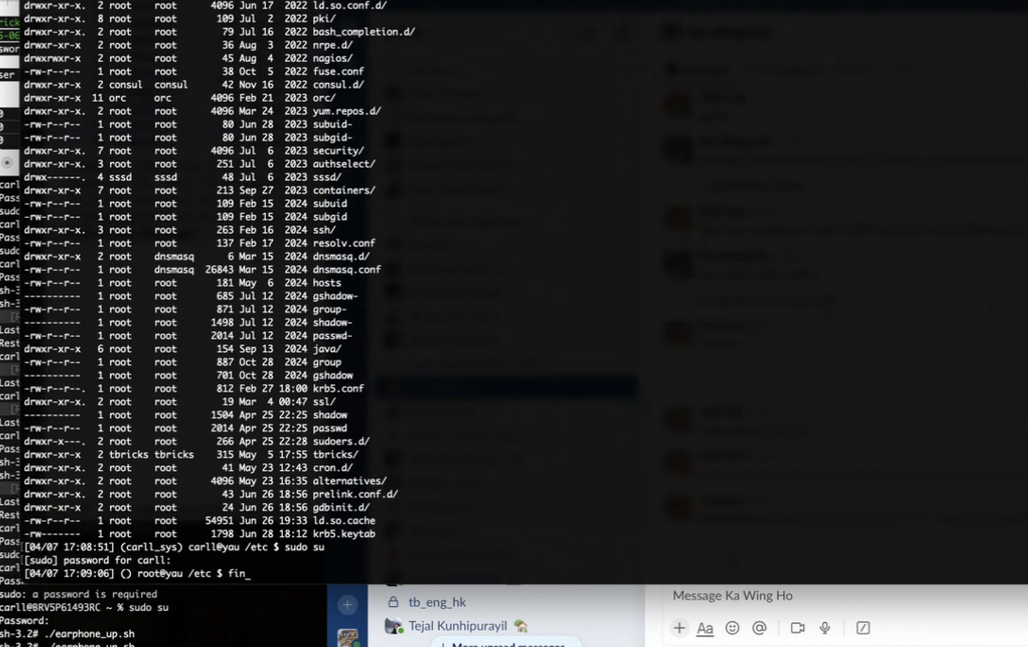 drwxr-xr-x. 2 root root 4096 Jun 17 2022 ld.so.conf.d/
drwxr-xr-x. 8 root root 109 Jul 2 2022 pki/
drwxr-xr-x. 2 root root 79 Jul 16 2022 bash_completion.d/
drwxr-xr-x. 2 root root 36 Aug 3 2022 nrpe.d/
drwxrwxr-x 2 root root 45 Aug 4 2022 nagios/
-rw-r--r-- 1 root root 38 Oct 5 2022 fuse.conf
drwxr-xr-x 2 consul consul 42 Nov 16 2022 consul.d/
drwxr-xr-x 11 orc orc 4096 Feb 21 2023 orc/
drwxr-xr-x. 2 root root 4096 Mar 24 2023 yum.repos.d/
-rw-r--r-- 1 root root 80 Jun 28 2023 subuid-
-rw-r--r-- 1 root root 80 Jun 28 2023 subgid-
drwxr-xr-x. 7 root root 4096 Jul 6 2023 security/
drwxr-xr-x. 3 root root 251 Jul 6 2023 authselect/
drwx------. 4 sssd sssd 48 Jul 6 2023 sssd/
drwxr-xr-x 7 root root 213 Sep 27 2023 containers/
-rw-r--r-- 1 root root 109 Feb 15 2024 subuid
-rw-r--r-- 1 root root 109 Feb 15 2024 subgid
drwxr-xr-x. 3 root root 263 Feb 16 2024 ssh/
-rw-r--r-- 1 root root 137 Feb 17 2024 resolv.conf
drwxr-xr-x 2 root dnsmasq 6 Mar 15 2024 dnsmasq.d/
-rw-r--r-- 1 root dnsmasq 26843 Mar 15 2024 dnsmasq.conf
-rw-r--r-- 1 root root 181 May 6 2024 hosts
---------- 1 root root 685 Jul 12 2024 gshadow-
-rw-r--r-- 1 root root 871 Jul 12 2024 group-
---------- 1 root root 1498 Jul 12 2024 shadow-
-rw-r--r-- 1 root root 2014 Jul 12 2024 passwd-
drwxr-xr-x 6 root root 154 Sep 13 2024 java/
-rw-r--r-- 1 root root 887 Oct 28 2024 group
---------- 1 root root 701 Oct 28 2024 gshadow
-rw-r--r--. 1 root root 812 Feb 27 18:00 krb5.conf
drwxr-xr-x. 2 root root 19 Mar 4 00:47 ssl/
---------- 1 root root 1504 Apr 25 22:25 shadow
-rw-r--r-- 1 root root 2014 Apr 25 22:25 passwd
drwxr-x---. 2 root root 266 Apr 25 22:28 sudoers.d/
drwxr-xr-x 2 tbricks tbricks 315 May 5 17:55 tbricks/
drwxr-xr-x. 2 root root 41 May 23 12:43 cron.d/
drwxr-xr-x. 2 root root 4096 May 23 16:35 alternatives/
drwxr-xr-x. 2 root root 43 Jun 26 18:56 prelink.conf.d/
drwxr-xr-x. 2 root root 24 Jun 26 18:56 gdbinit.d/
-rw-r--r-- 1 root root 54951 Jun 26 19:33 ld.so.cache
-rw------- 1 root root 1798 Jun 28 18:12 krb5.keytab
[04/07 17:08:51] (carll_sys) carll@yau /etc $ sudo su
[sudo] password for carll:
[04/07 17:09:06] () root@yau /etc $ fin_
sudo: a password is required
carll@BRV5P61493RC ~ % sudo su
Password:
sh-3.2# ./earphone_up.sh
sh-3.2# ./earphone_up.sh
tb_eng_hk
Tejal Kunhipurayil
More unread messages
Message Ka Wing Ho
Aa